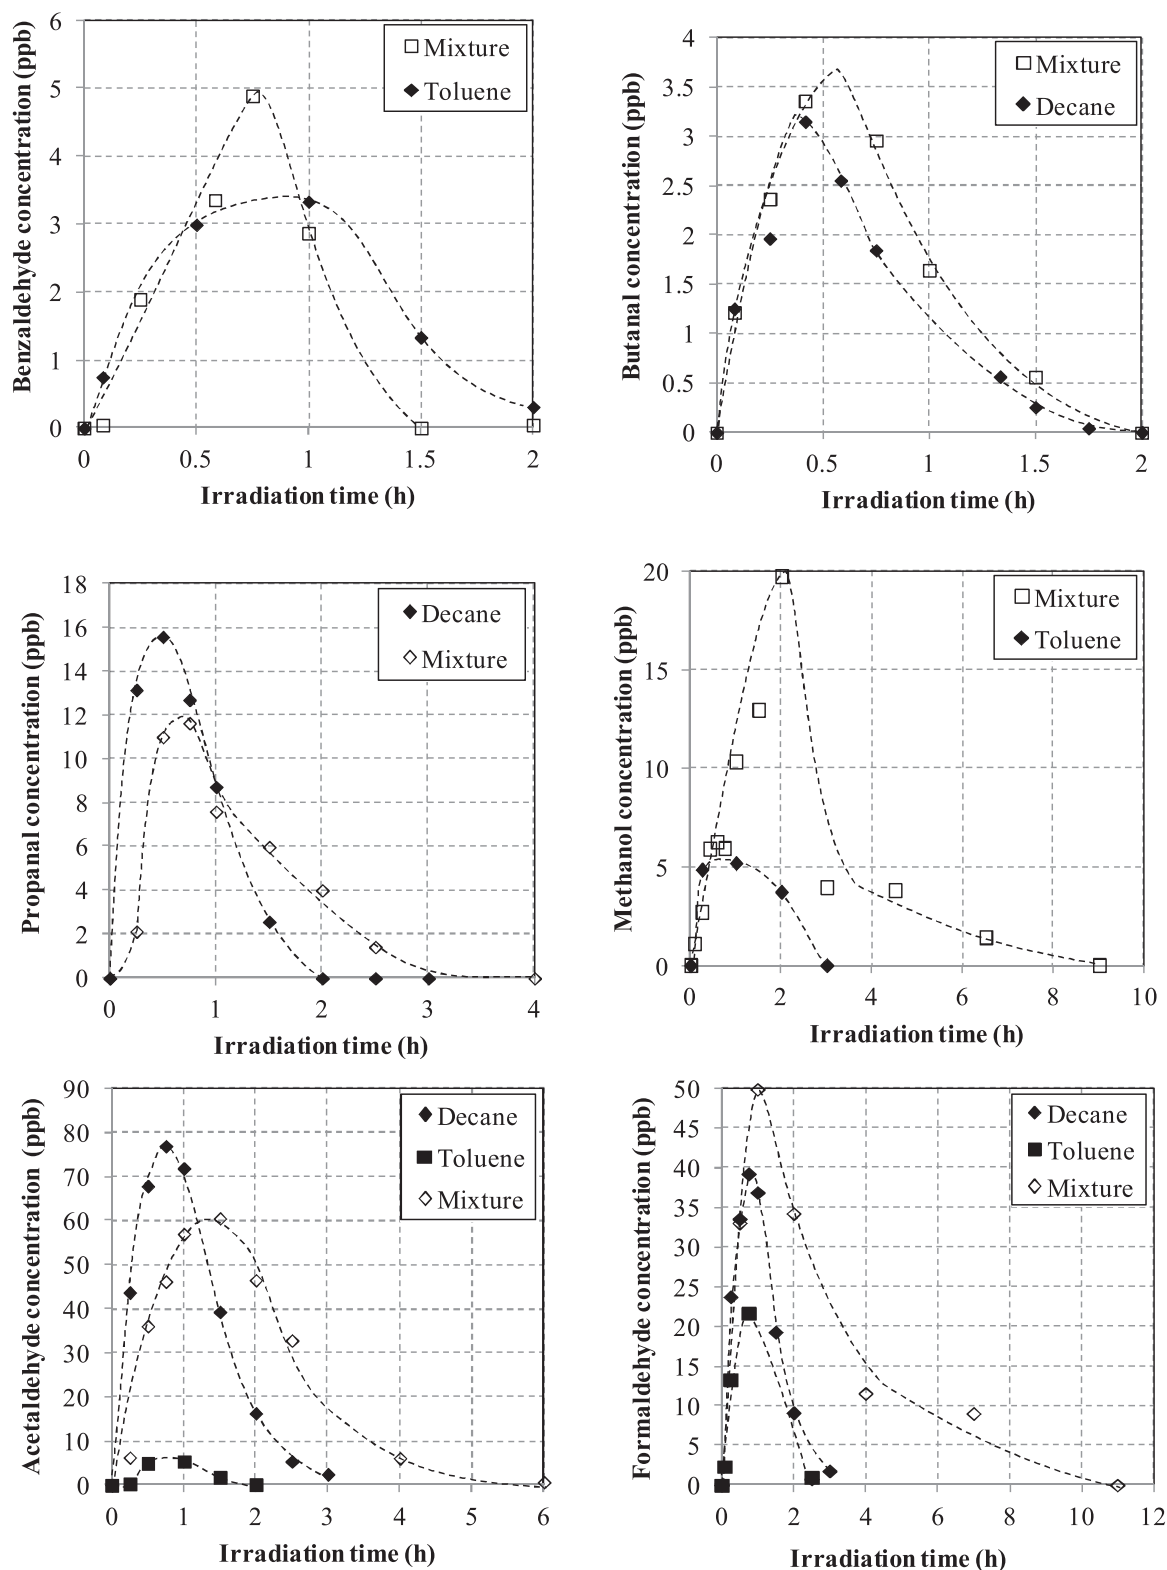 Benzaldehyde concentration (ppb)
6
5
4
3
2
1
0
0 0.5 1 1.5 2
Irradiation time (h)
Mixture
Toluene
Butanal concentration (ppb)
4
3.5
3
2.5
2
1.5
1
0.5
0
0 0.5 1 1.5 2
Irradiation time (h)
Mixture
Decane
Propanal concentration (ppb)
18
16
14
12
10
8
6
4
2
0
0 1 2 3 4
Irradiation time (h)
Decane
Mixture
Methanol concentration (ppb)
20
15
10
5
0
0 2 4 6 8 10
Irradiation time (h)
Mixture
Toluene
Acetaldehyde concentration (ppb)
90
80
70
60
50
40
30
20
10
0
0 1 2 3 4 5 6
Irradiation time (h)
Decane
Toluene
Mixture
Formaldehyde concentration (ppb)
50
45
40
35
30
25
20
15
10
5
0
0 2 4 6 8 10 12
Irradiation time (h)
Decane
Toluene
Mixture